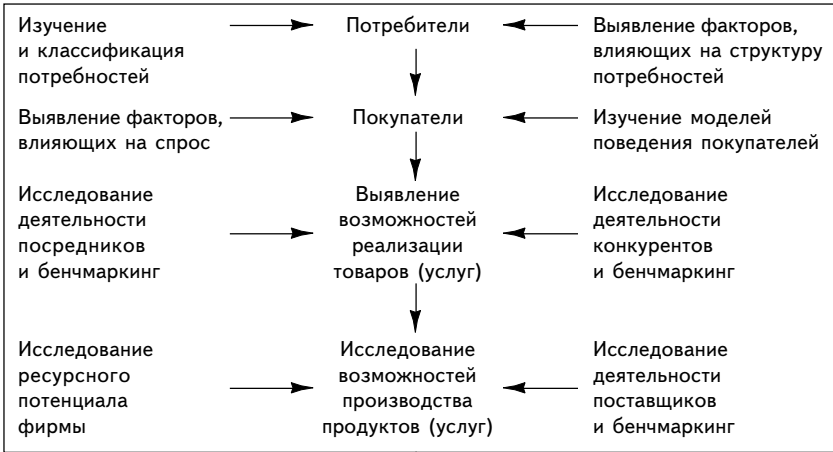 Изучение
и классификация
потребностей
Потребители
Выявление факторов,
влияющих на структуру
потребностей
Выявление факторов,
влияющих на спрос
Покупатели
Изучение моделей
поведения покупателей
Исследование
деятельности
посредников
и бенчмаркинг
Выявление
возможностей
реализации
товаров (услуг)
Исследование
деятельности
конкурентов
и бенчмаркинг
Исследование
ресурсного
потенциала
фирмы
Исследование
возможностей
производства
продуктов (услуг)
Исследование
деятельности
поставщиков
и бенчмаркинг